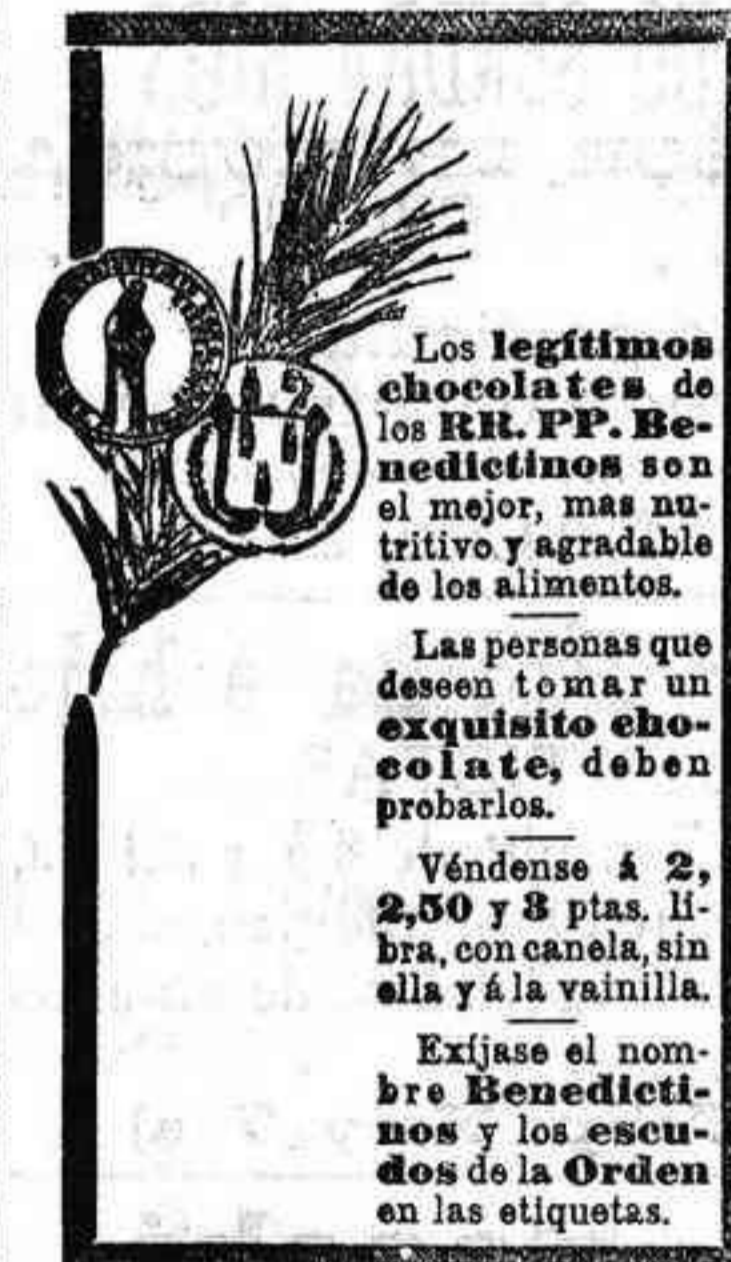 Los legítimos
chocolates de
los RR. PP. Be-
nedictinos son
el mejor, mas nu-
tritivo y agradable
de los alimentos.
Las personas que
deseen tomar un
exquisito cho-
colate, deben
probarlos.
Véndense á 2,
2,50 y 3 ptas. li-
bra, con canela, sin
ella y á la vainilla.
Exíjase el nom-
bre Benedicti-
nos y los escu-
dos de la Orden
en las etiquetas.